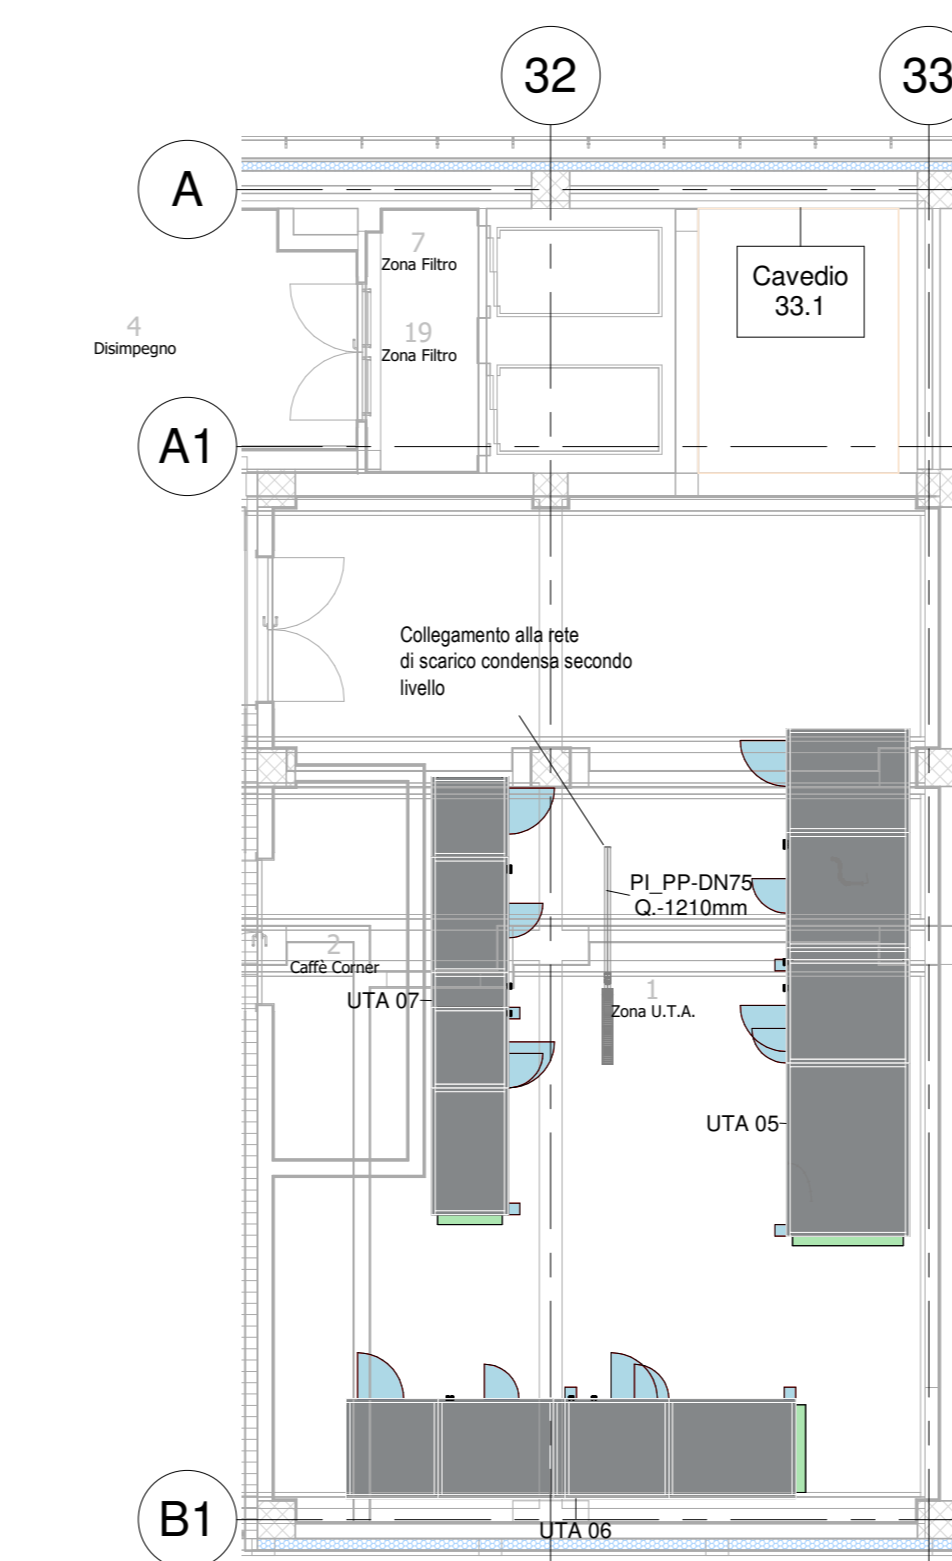 32
33
A
7
Zona Filtro
Cavedio
33.1
4
Disimpegno
19
Zona Filtro
A1
Collegamento alla rete
di scarico condensa secondo
livello
PI_PP-DN75
Q.-1210mm
2
Caffè Corner
UTA 07
1
Zona U.T.A.
UTA 05
B1
UTA 06